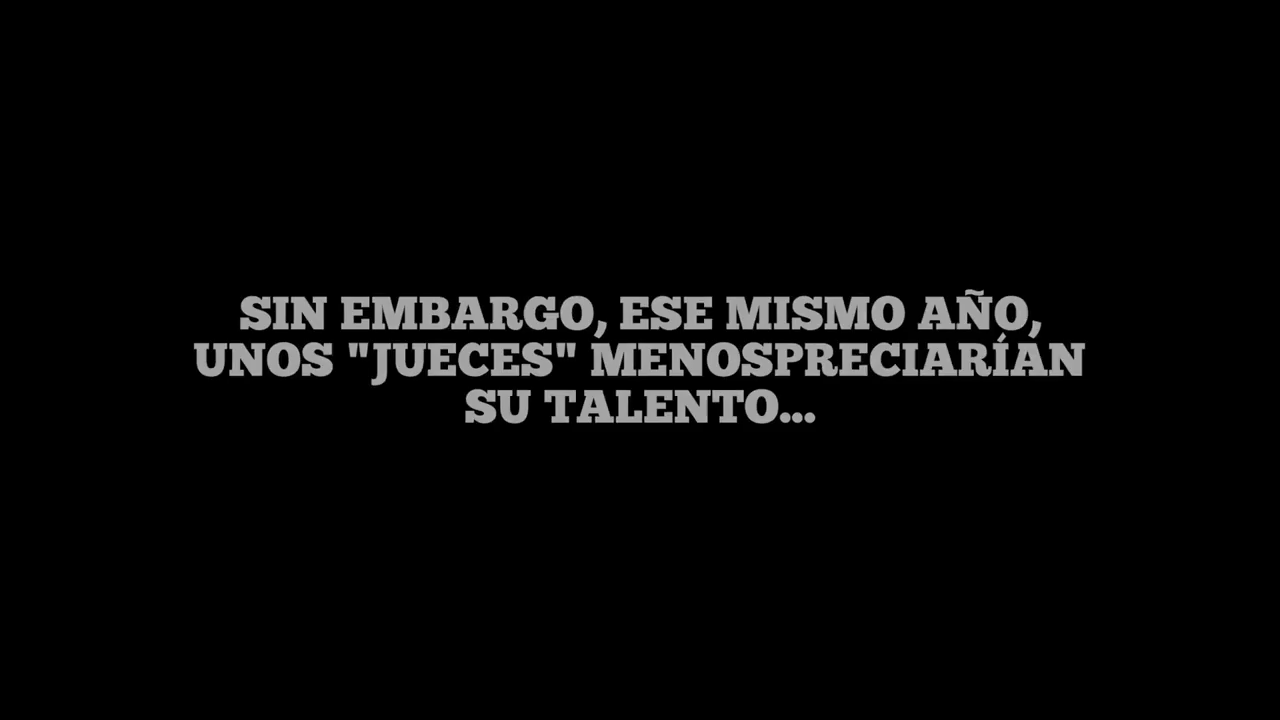 SIN EMBARGO, ESE MISMO AÑO,
UNOS "JUECES" MENOSPRECIARÍAN
SU TALENTO...